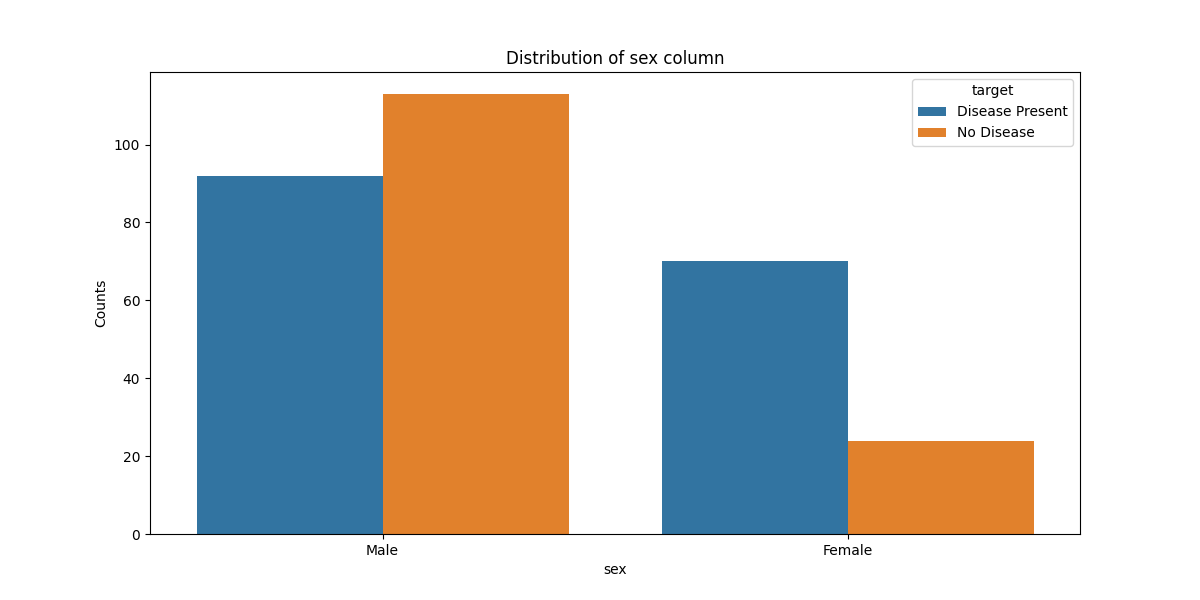 Distribution of sex column
target
Disease Present
No Disease
100
80
60
40
20
0
Counts
Male
Female
sex